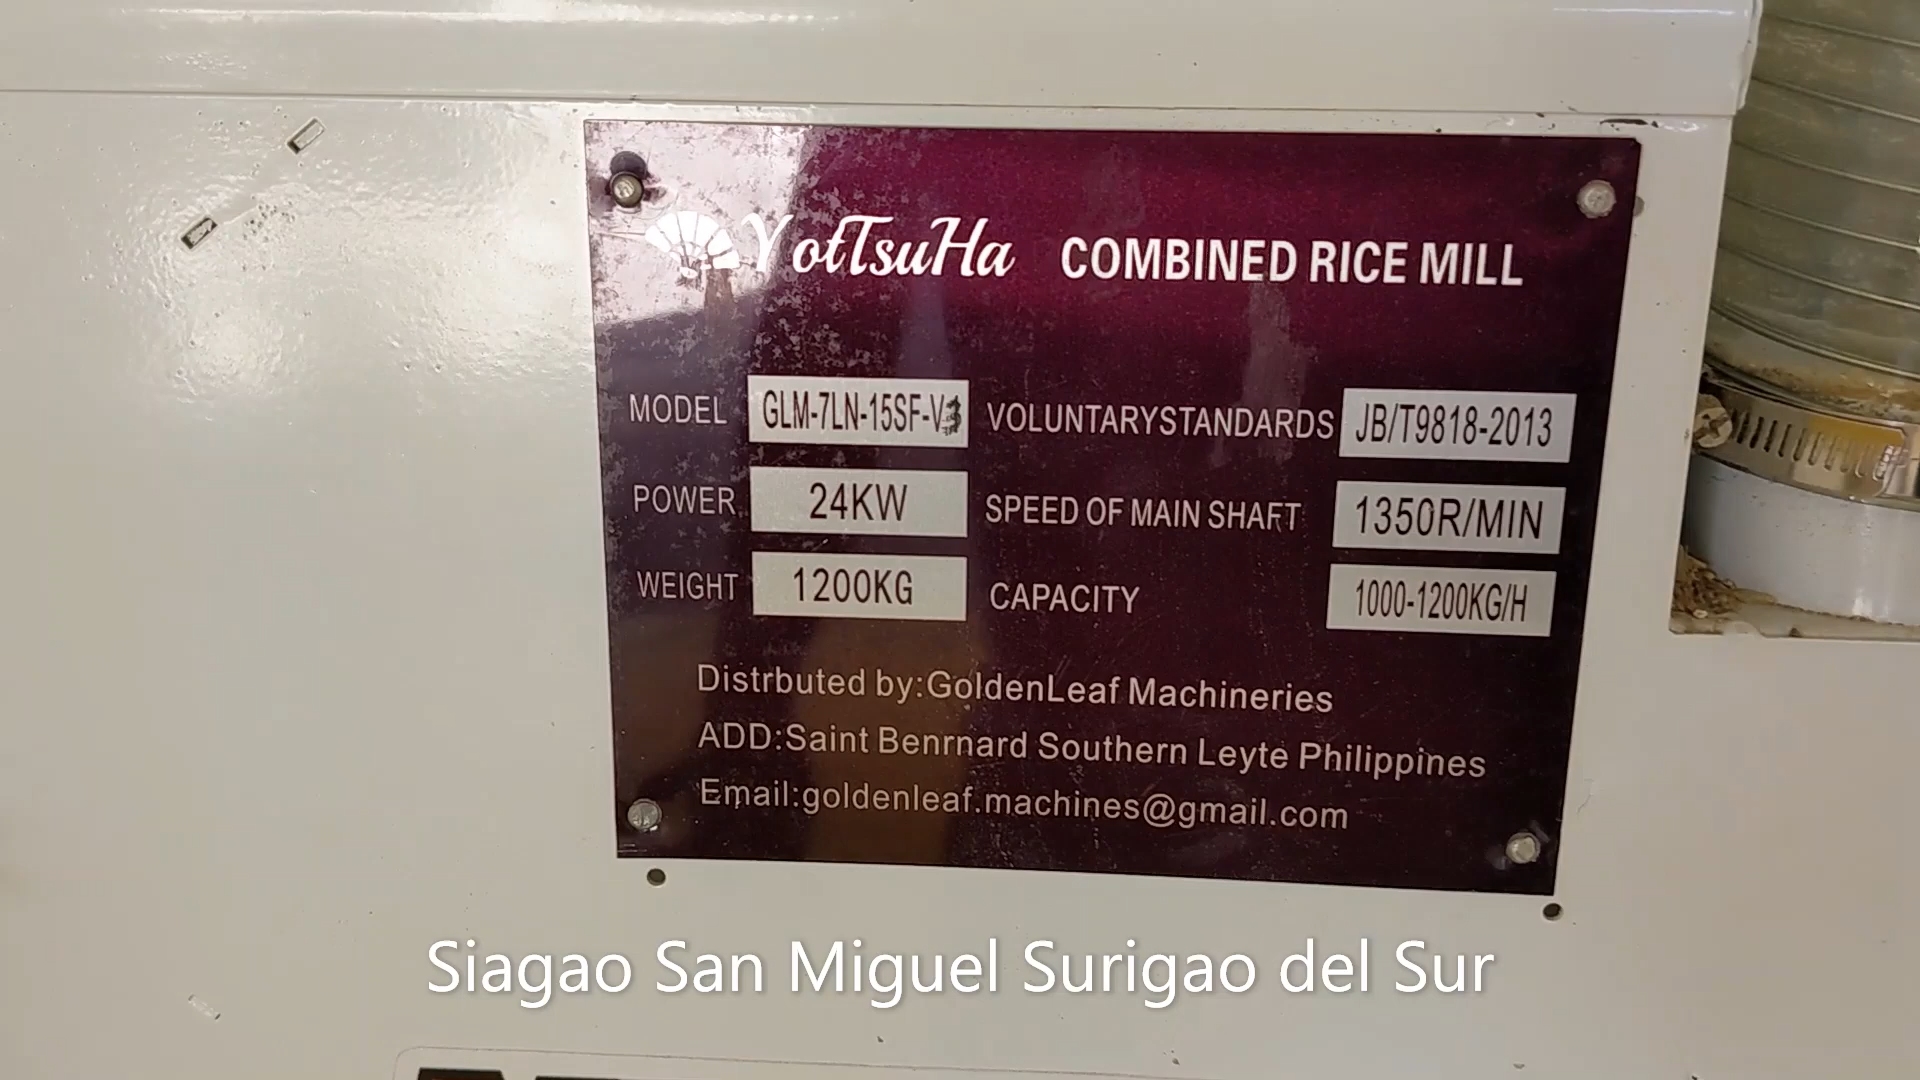 YotTsuHa COMBINED RICE MILL
MODEL GLM-7LN-15SF-V3 VOLUNTARYSTANDARDS JB/T9818-2013
POWER 24KW SPEED OF MAIN SHAFT 1350R/MIN
WEIGHT 1200KG CAPACITY 1000-1200KG/H
Distrbuted by:GoldenLeaf Machineries
ADD:Saint Benrnard Southern Leyte Philippines
Email:goldenleaf.machines@gmail.com
Siagao San Miguel Surigao del Sur